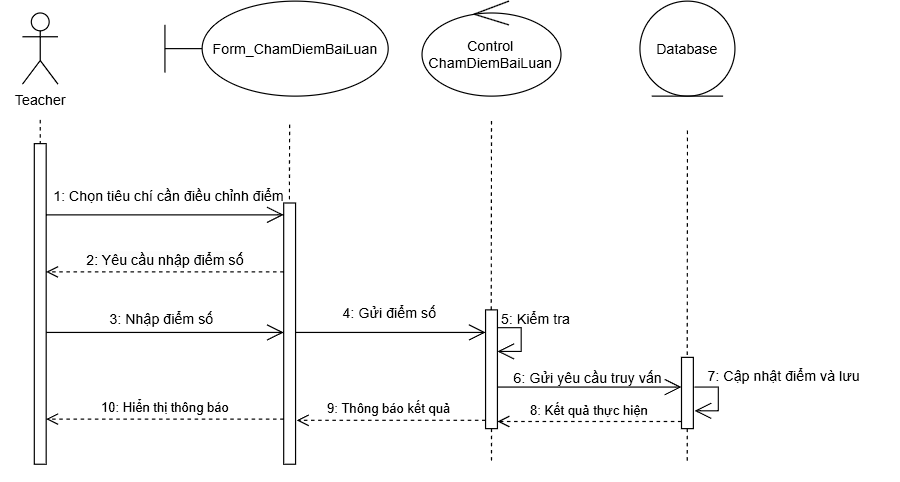 Teacher
Form_ChamDiemBaiLuan
Control
ChamDiemBaiLuan
Database
1: Chọn tiêu chí cần điều chỉnh điểm
2: Yêu cầu nhập điểm số
3: Nhập điểm số
4: Gửi điểm số
5: Kiểm tra
6: Gửi yêu cầu truy vấn
7: Cập nhật điểm và lưu
8: Kết quả thực hiện
9: Thông báo kết quả
10: Hiển thị thông báo